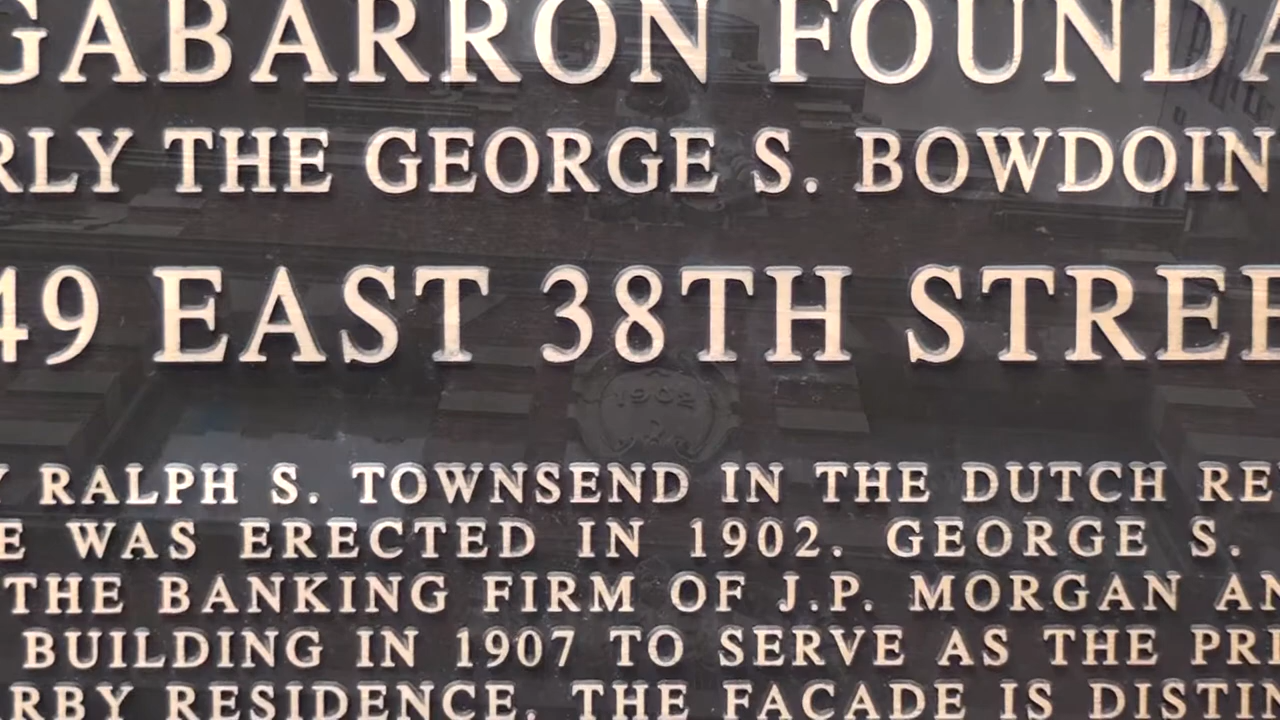 GABARRON FOUNDA
RLY THE GEORGE S. BOWDOIN
49 EAST 38TH STREE
Y RALPH S. TOWNSEND IN THE DUTCH RE
E WAS ERECTED IN 1902. GEORGE S.
THE BANKING FIRM OF J.P. MORGAN AN
BUILDING IN 1907 TO SERVE AS THE PRI
RBY RESIDENCE. THE FACADE IS DISTIN